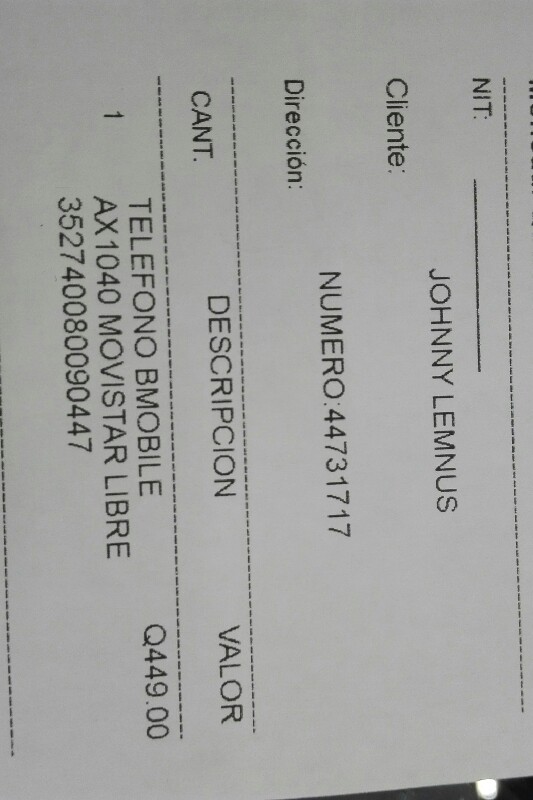 NIT: ____________
Cliente: JOHNNY LEMNUS
NUMERO:44731717
Dirección:
CANT. DESCRIPCION VALOR
1 TELEFONO BMOBILE Q449.00
AX1040 MOVISTAR LIBRE
352740080090447